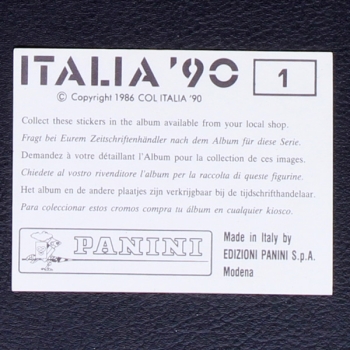 ITALIA '90
1
© Copyright 1986 COL ITALIA '90
Collect these stickers in the album available from your local shop.
Fragt bei Eurem Zeitschriftenhändler nach dem Album für diese Serie.
Demandez à votre détaillant l'Album pour la collection de ces images.
Chiedete al vostro rivenditore l'album per la raccolta di queste figurine.
Het album en de andere plaatjes zijn verkrijgbaar bij de tijdschrifthandelaar.
Para coleccionar estos cromos compra tu álbum en cualquier kiosco.
PANINI
Made in Italy by
EDIZIONI PANINI S.p.A.
Modena